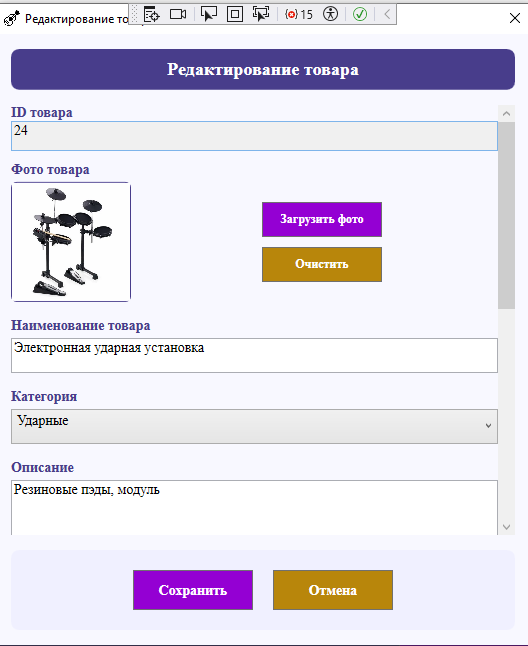 Редактирование то
15
Редактирование товара
ID товара
24
Фото товара
Загрузить фото
Очистить
Наименование товара
Электронная ударная установка
Категория
Ударные
Описание
Резиновые пэды, модуль
Сохранить
Отмена